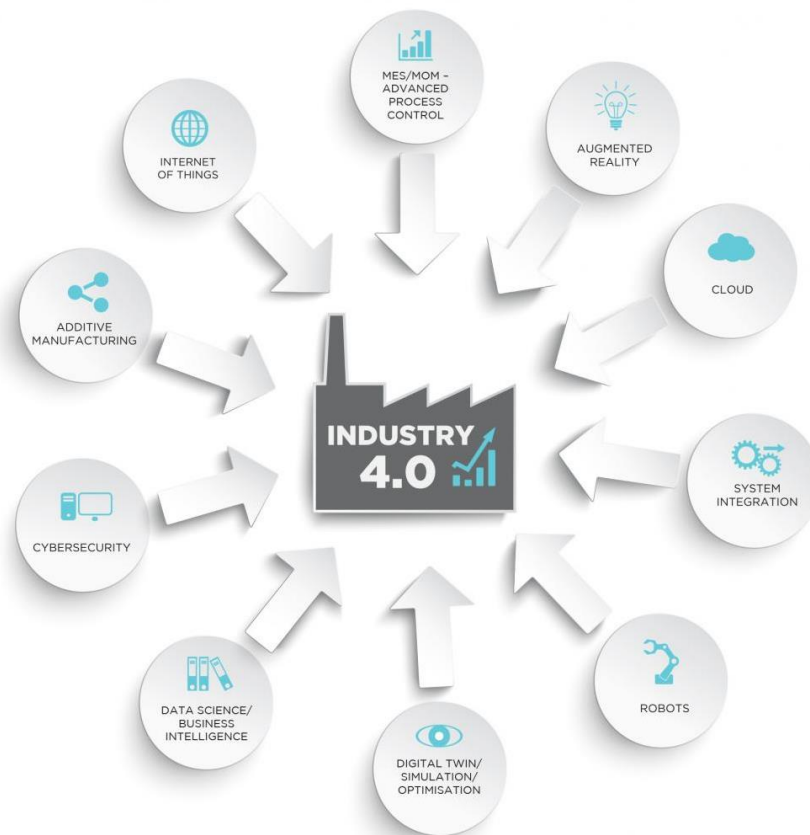 MES/MOM –
ADVANCED
PROCESS
CONTROL
AUGMENTED
REALITY
CLOUD
SYSTEM
INTEGRATION
ROBOTS
DIGITAL TWIN/
SIMULATION/
OPTIMISATION
DATA SCIENCE/
BUSINESS
INTELLIGENCE
CYBERSECURITY
ADDITIVE
MANUFACTURING
INTERNET
OF THINGS
INDUSTRY
4.0